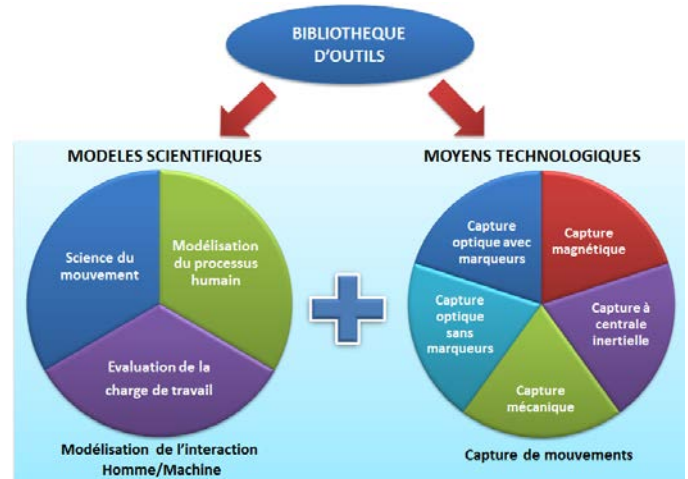 BIBLIOTHEQUE
D'OUTILS
MODELES SCIENTIFIQUES
Science du
mouvement
Modélisation
du processus
humain
Evaluation de la
charge de travail
Modélisation de l'interaction
Homme/Machine
MOYENS TECHNOLOGIQUES
Capture
optique avec
marqueurs
Capture
magnétique
Capture
optique
sans
marqueurs
Capture à
centrale
inertielle
Capture
mécanique
Capture de mouvements